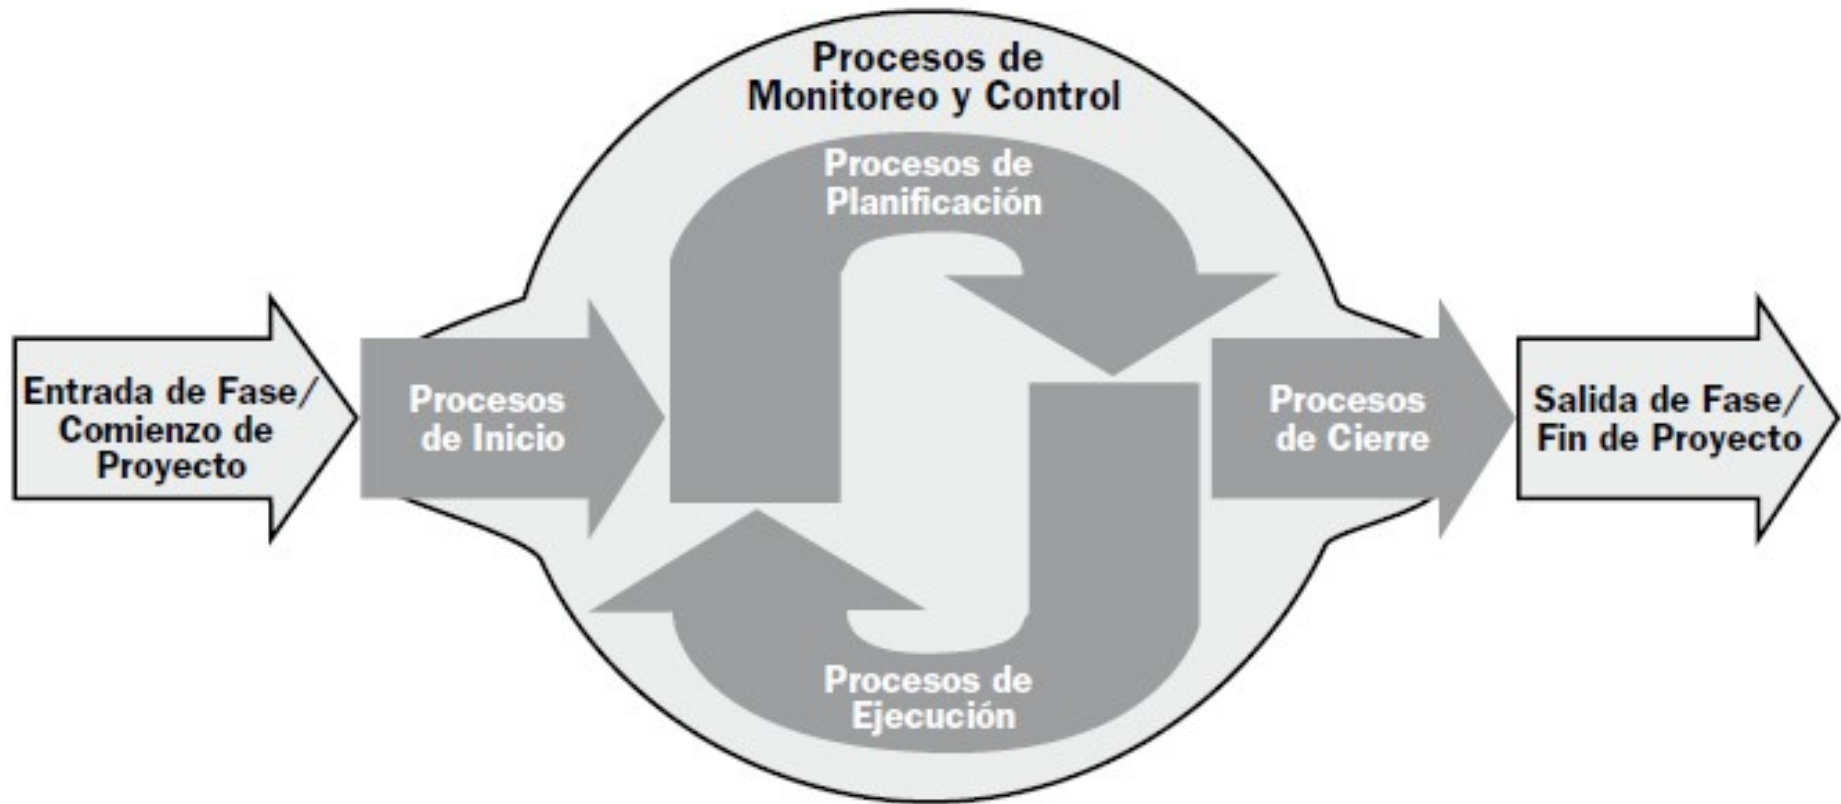 Procesos de
Monitoreo y Control
Procesos de
Planificación
Entrada de Fase/
Comienzo de
Proyecto
Procesos
de Inicio
Procesos
de Cierre
Salida de Fase/
Fin de Proyecto
Procesos de
Ejecución